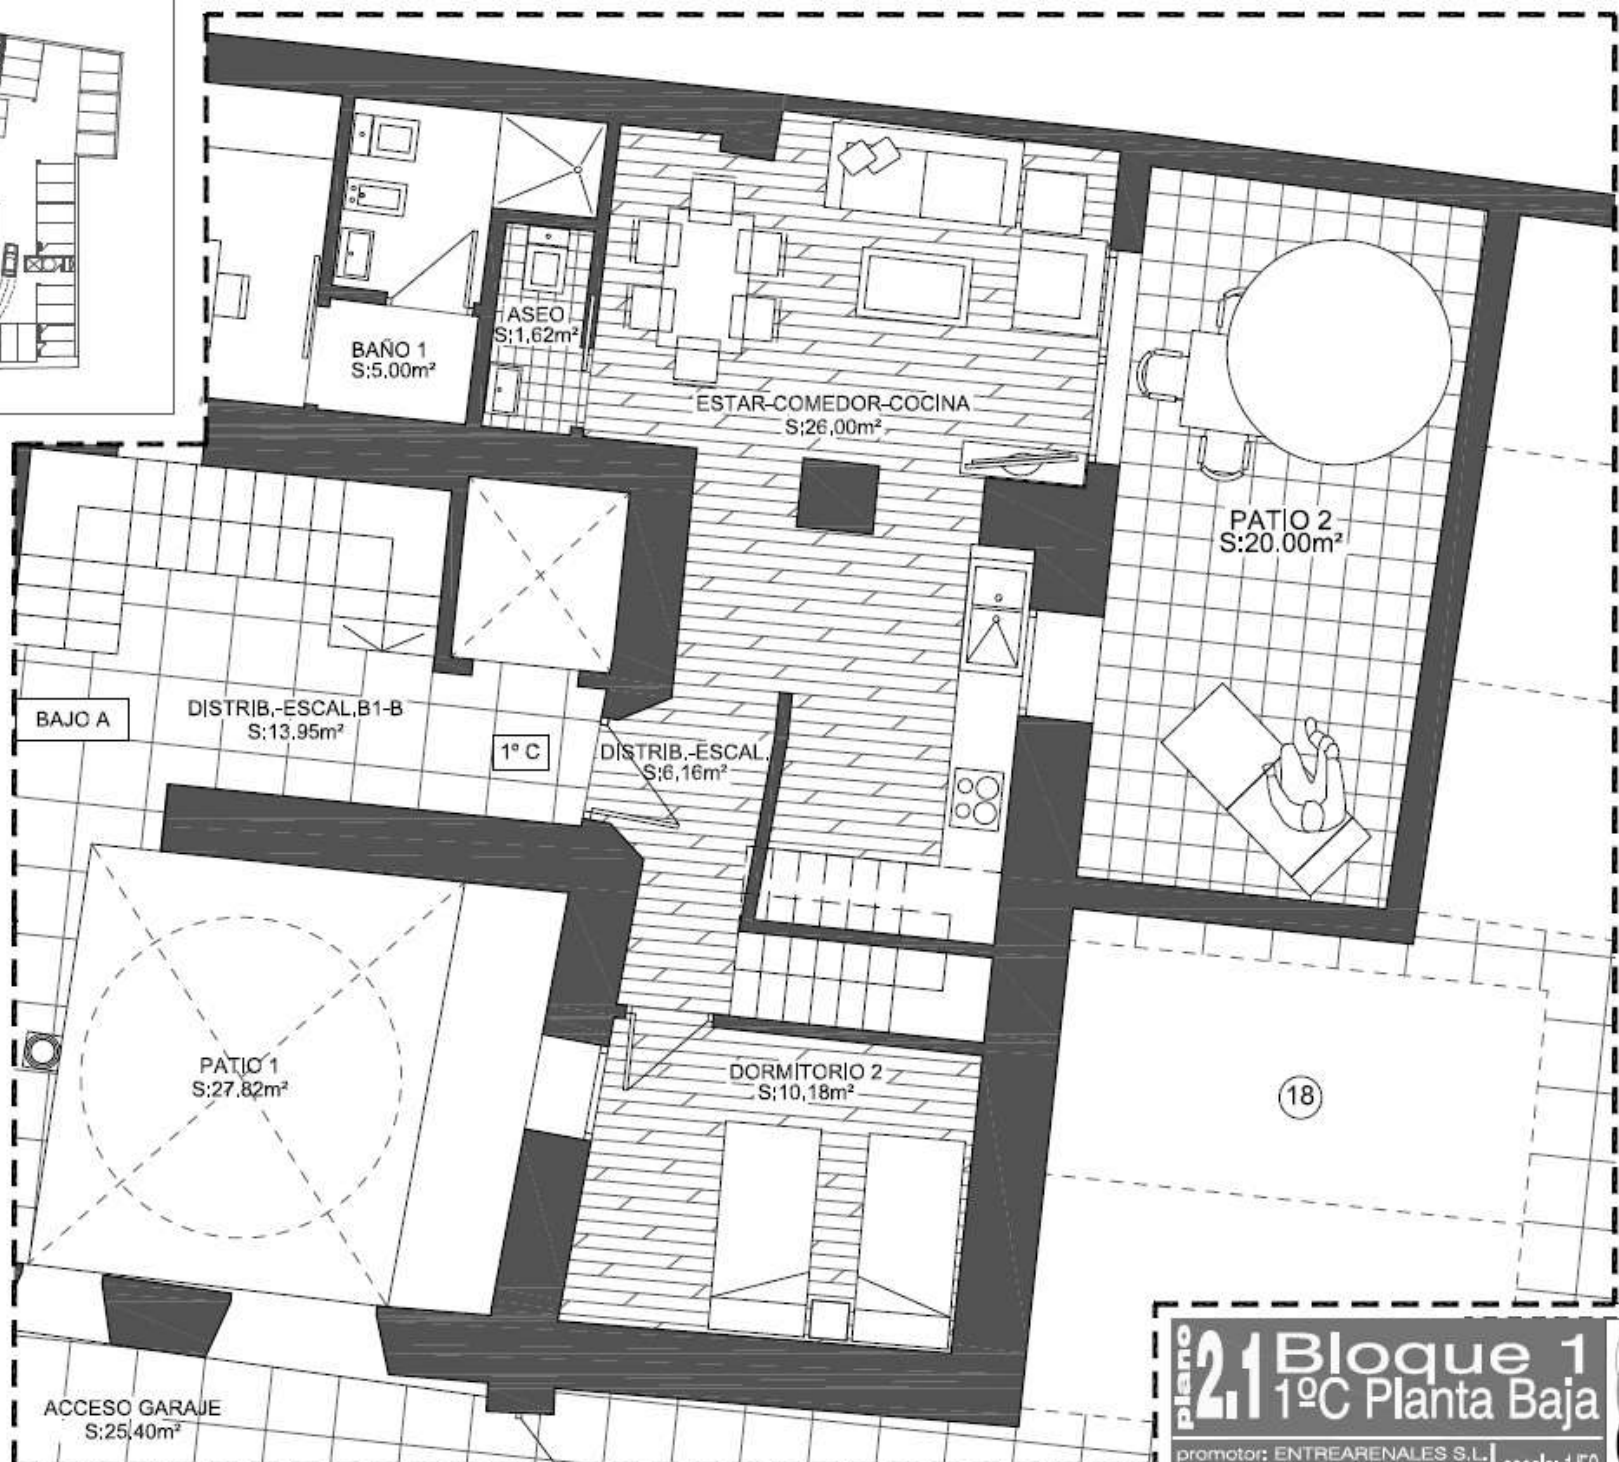 ASEO
S:1,62m²
BAÑO 1
S:5.00m²
ESTAR-COMEDOR-COCINA
S:26,00m²
PATIO 2
S:20.00m²
BAJO A
DISTRIB.-ESCAL.B1-B
S:13.95m²
1º C
DISTRIB.-ESCAL.
S:6,16m²
PATIO 1
S:27.82m²
DORMITORIO 2
S:10,18m²
18
ACCESO GARAJE
S:25.40m²
plano
2.1
Bloque 1
1ºC Planta Baja
promotor: ENTREARENALES S.L.